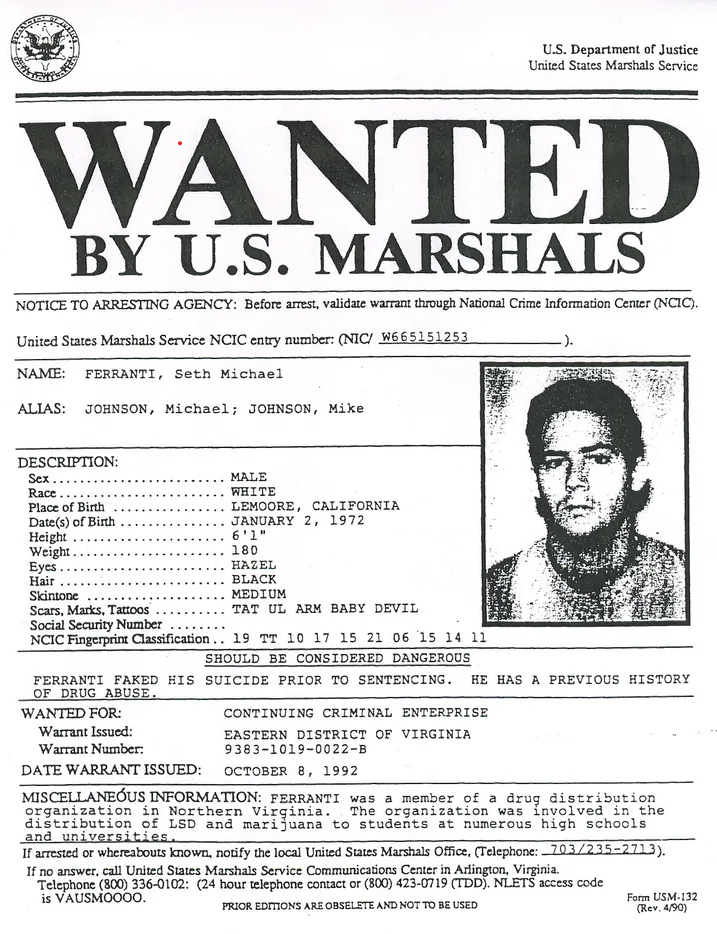 U.S. Department of Justice
United States Marshals Service
WANTED
BY U.S. MARSHALS
NOTICE TO ARRESTING AGENCY: Before arrest, validate warrant through National Crime Information Center (NCIC).
United States Marshals Service NCIC entry number: (NIC/ W665151253 ).
NAME: FERRANTI, Seth Michael
ALIAS: JOHNSON, Michael; JOHNSON, Mike
DESCRIPTION:
Sex........................ MALE
Race....................... WHITE
Place of Birth ................ LEMOORE, CALIFORNIA
Date(s) of Birth ............... JANUARY 2, 1972
Height ...................... 6'1"
Weight ...................... 180
Eyes........................ HAZEL
Hair ........................ BLACK
Skintone .................... MEDIUM
Scars, Marks, Tattoos .......... TAT UL ARM BABY DEVIL
Social Security Number ........
NCIC Fingerprint Classification .. 19 TT 10 17 15 21 06 15 14 11
SHOULD BE CONSIDERED DANGEROUS
FERRANTI FAKED HIS SUICIDE PRIOR TO SENTENCING. HE HAS A PREVIOUS HISTORY
OF DRUG ABUSE.
WANTED FOR: CONTINUING CRIMINAL ENTERPRISE
Warrant Issued: EASTERN DISTRICT OF VIRGINIA
Warrant Number: 9383-1019-0022-B
DATE WARRANT ISSUED: OCTOBER 8, 1992
MISCELLANEOUS INFORMATION: FERRANTI was a member of a drug distribution
organization in Northern Virginia. The organization was involved in the
distribution of LSD and marijuana to students at numerous high schools
and universities.
If arrested or whereabouts known, notify the local United States Marshals Office, (Telephone: 703/235-2713).
If no answer, call United States Marshals Service Communications Center in Arlington, Virginia.
Telephone (800) 336-0102: (24 hour telephone contact or (800) 423-0719 (TDD). NLETS access code
is VAUSMOOOO.
PRIOR EDITIONS ARE OBSELETE AND NOT TO BE USED
Form USM-132
(Rev. 4/90)